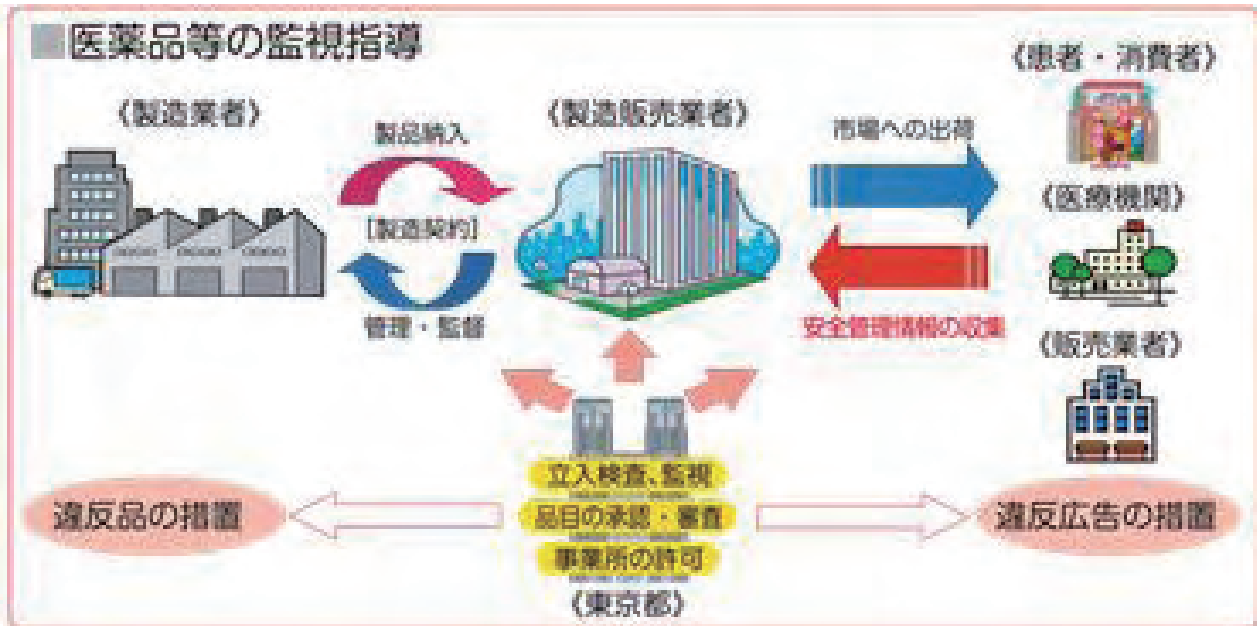 ■医薬品等の監視指導
《製造業者》
製品納入
[製造契約]
管理・監督
《製造販売業者》
市場への出荷
安全管理情報の収集
《患者・消費者》
《医療機関》
《販売業者》
立入検査、監視
品目の承認・審査
事業所の許可
《東京都》
違反品の措置
違反広告の措置